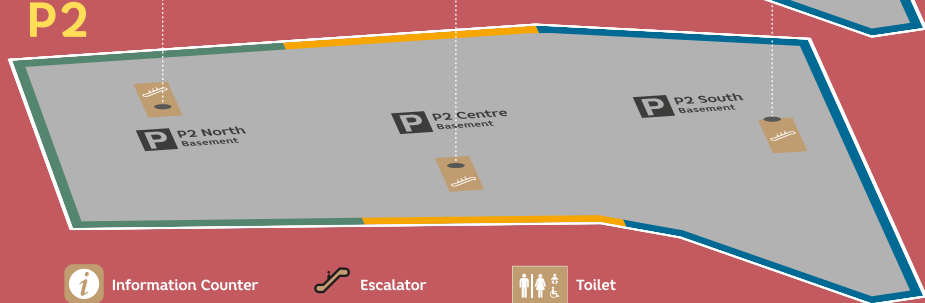 P2
P P2 North
Basement
P P2 Centre
Basement
P P2 South
Basement
i Information Counter
Escalator
Toilet